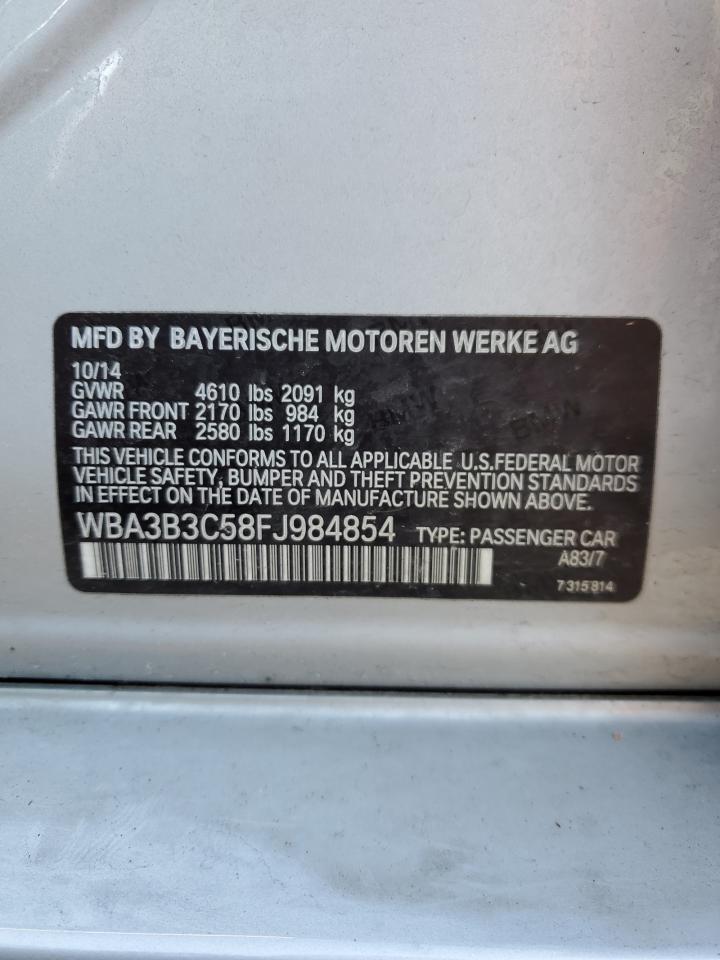 MFD BY BAYERISCHE MOTOREN WERKE AG
10/14
GVWR 4610 lbs 2091 kg
GAWR FRONT 2170 lbs 984 kg
GAWR REAR 2580 lbs 1170 kg
THIS VEHICLE CONFORMS TO ALL APPLICABLE U.S.FEDERAL MOTOR
VEHICLE SAFETY, BUMPER AND THEFT PREVENTION STANDARDS
IN EFFECT ON THE DATE OF MANUFACTURE SHOWN ABOVE.
WBA3B3C58FJ984854 TYPE: PASSENGER CAR
A83/7
7315814